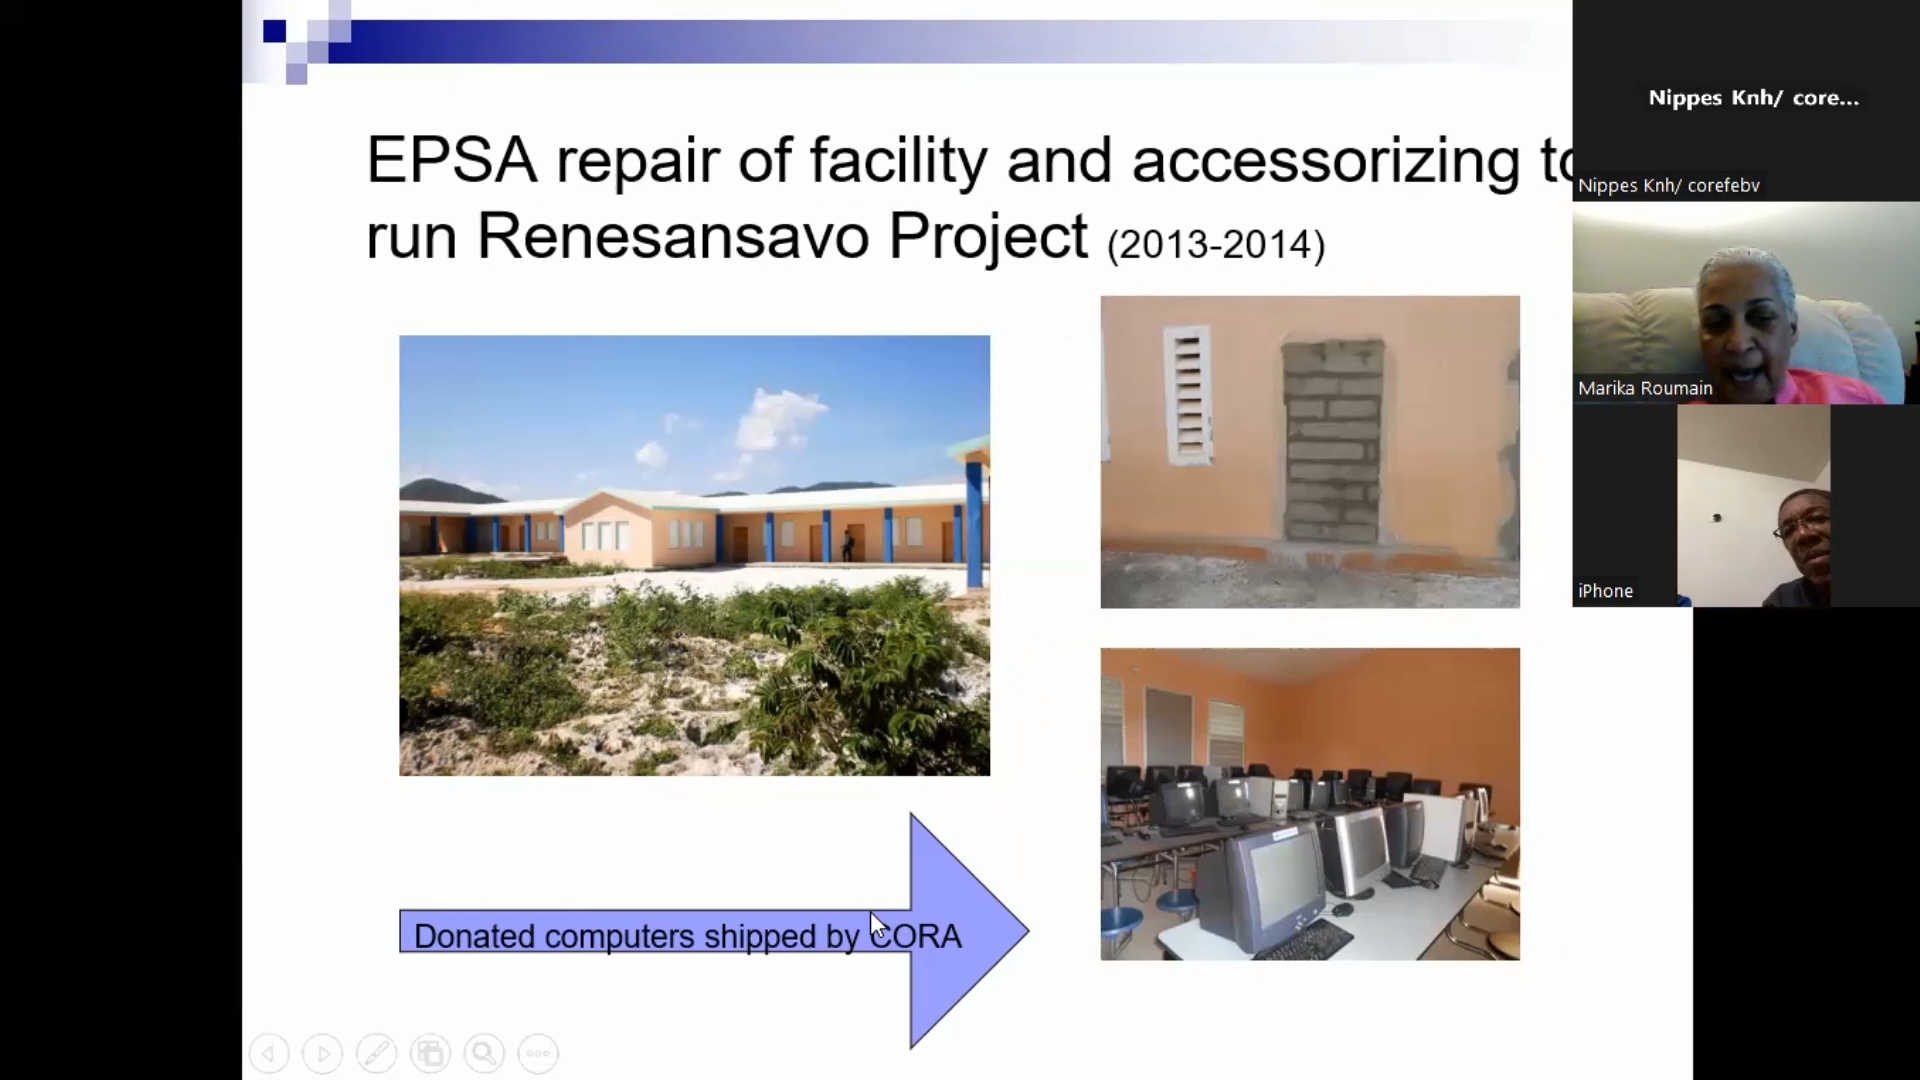 EPSA repair of facility and accessorizing to
run Renesansavo Project (2013-2014)
Donated computers shipped by CORA
Nippes Knh/ core...
Nippes Knh/ corefebv
Marika Roumain
iPhone